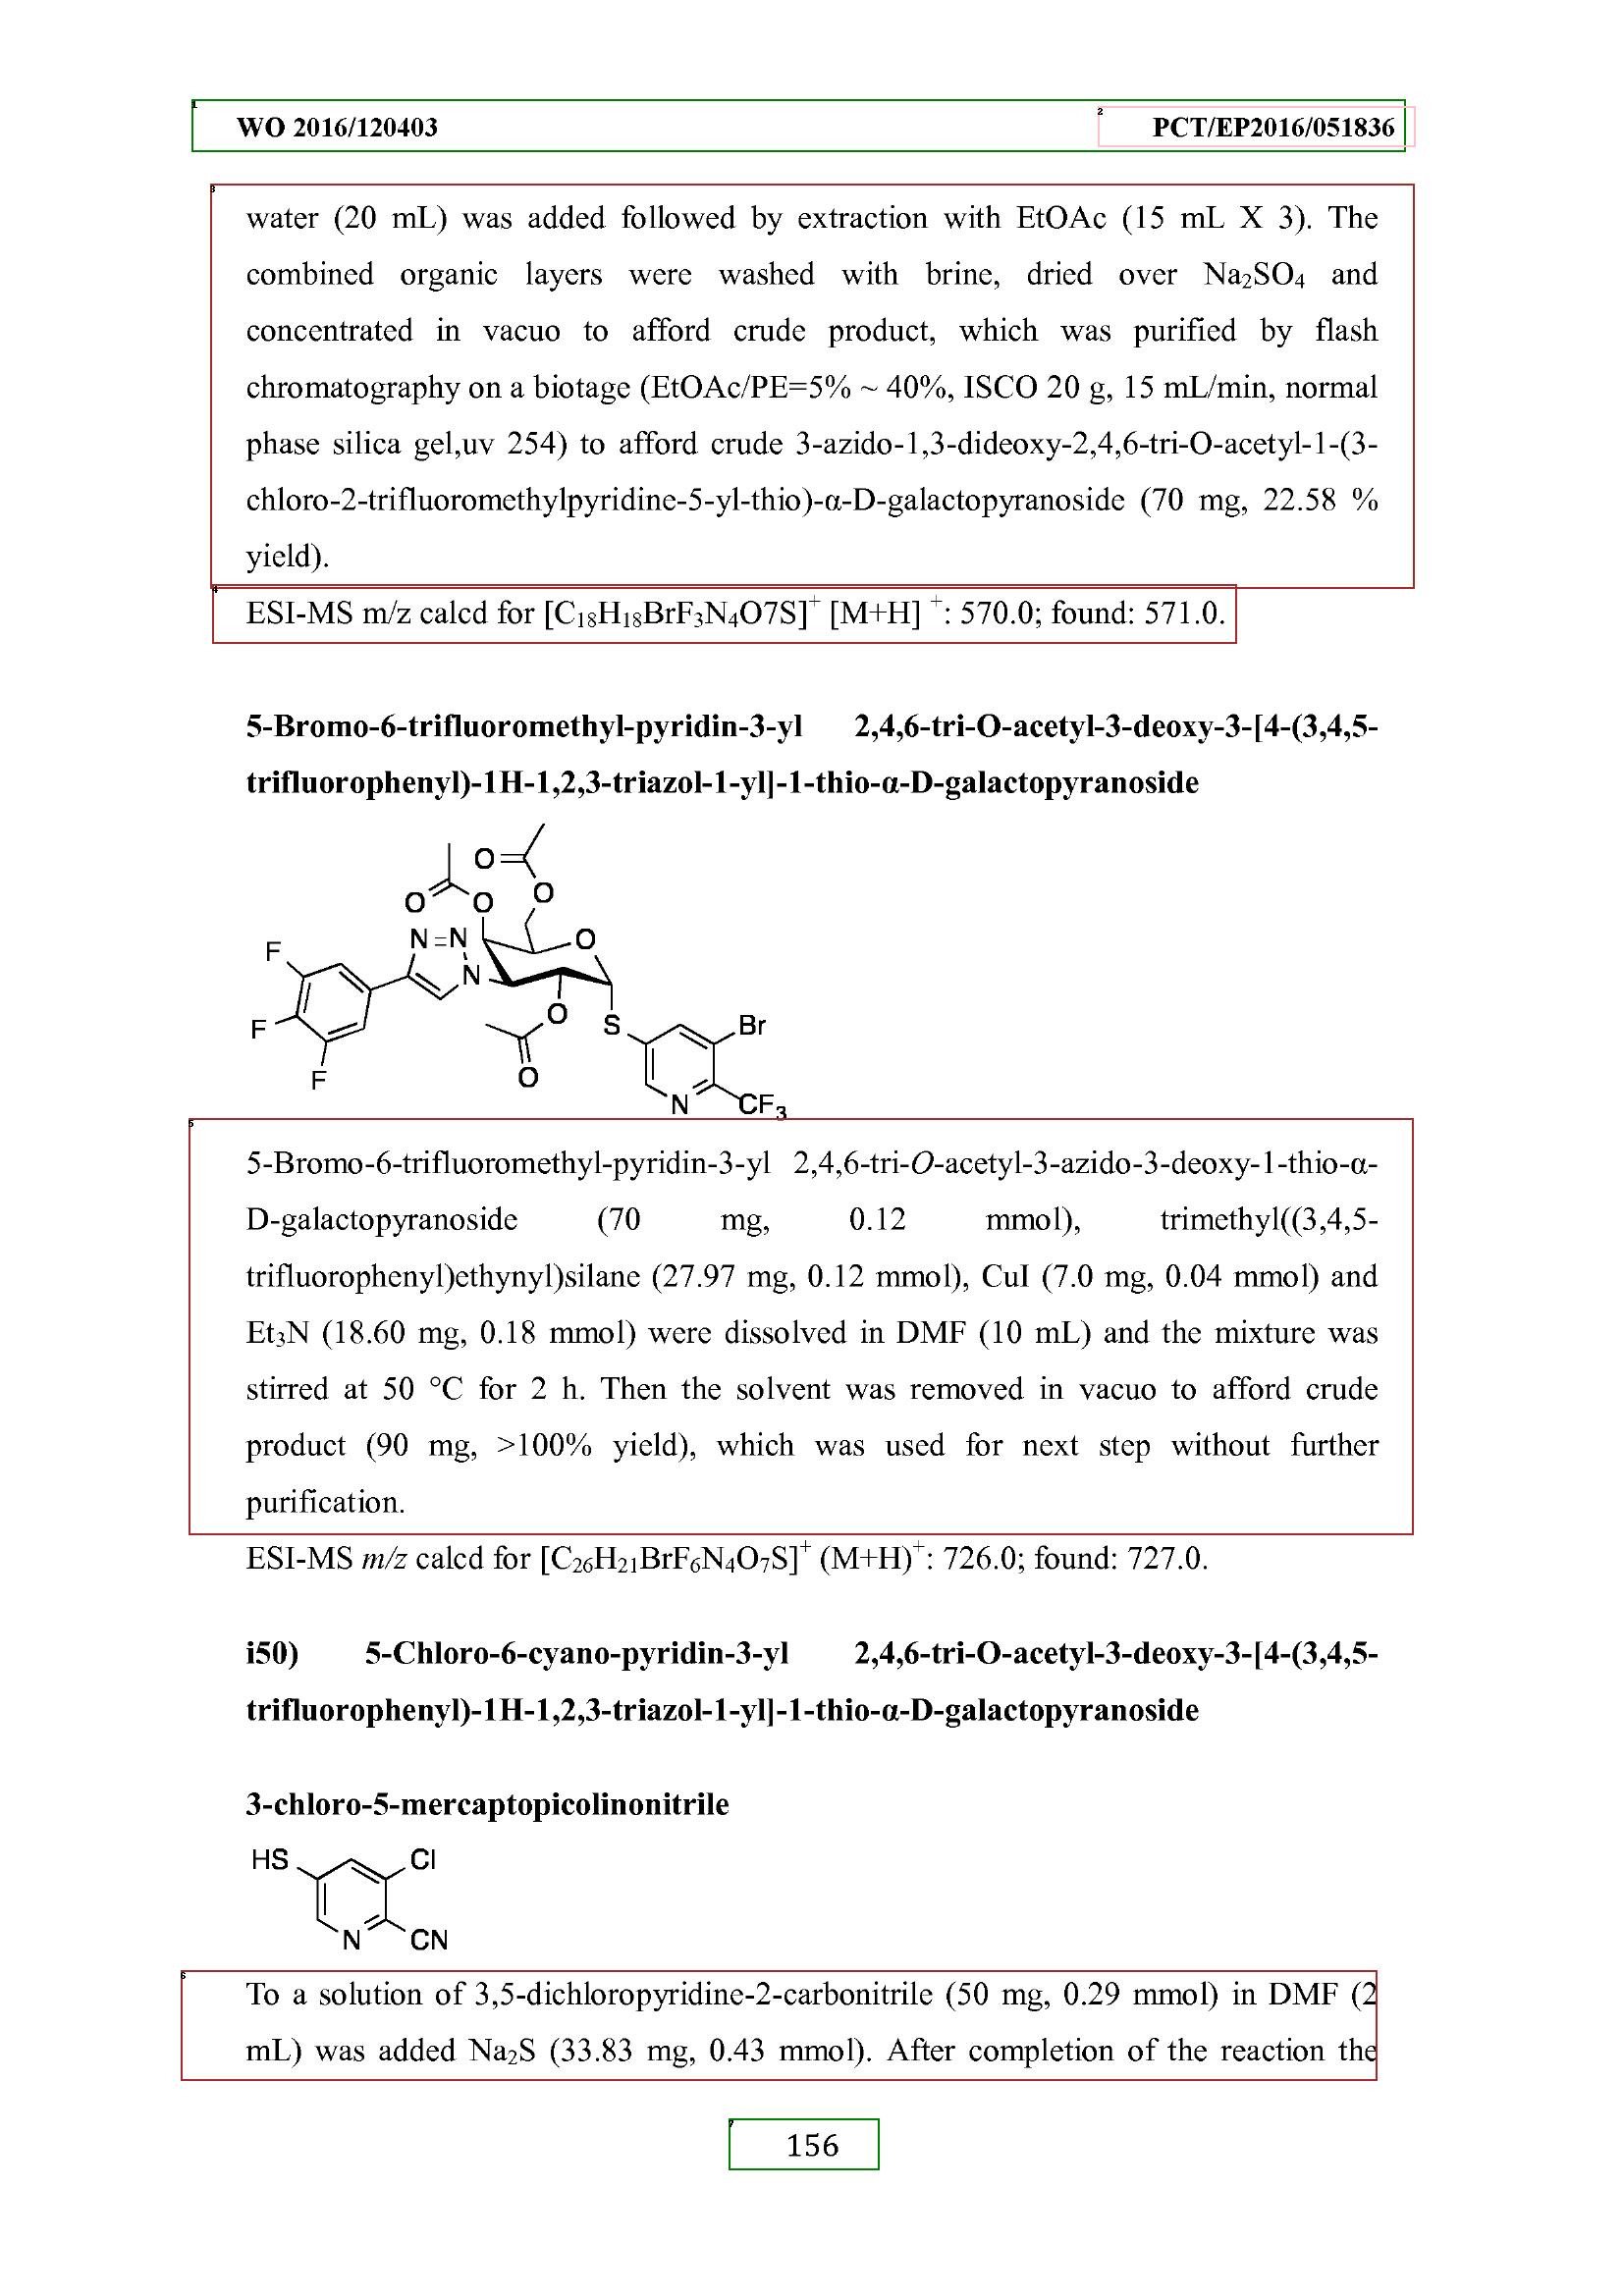 WO 2016/120403 PCT/EP2016/051836
water (20 mL) was added followed by extraction with EtOAc (15 mL X 3). The
combined organic layers were washed with brine, dried over Na₂SO₄ and
concentrated in vacuo to afford crude product, which was purified by flash
chromatography on a biotage (EtOAc/PE=5% ~ 40%, ISCO 20 g, 15 mL/min, normal
phase silica gel,uv 254) to afford crude 3-azido-1,3-dideoxy-2,4,6-tri-O-acetyl-1-(3-
chloro-2-trifluoromethylpyridine-5-yl-thio)-α-D-galactopyranoside (70 mg, 22.58 %
yield).
ESI-MS m/z calcd for [C₁₈H₁₈BrF₃N₄O7S]⁺ [M+H] ⁺: 570.0; found: 571.0.
5-Bromo-6-trifluoromethyl-pyridin-3-yl 2,4,6-tri-O-acetyl-3-deoxy-3-[4-(3,4,5-
trifluorophenyl)-1H-1,2,3-triazol-1-yl]-1-thio-α-D-galactopyranoside
O
O
O O
N=N O
F
N
O
F S Br
F O
N CF₃
5-Bromo-6-trifluoromethyl-pyridin-3-yl 2,4,6-tri-O-acetyl-3-azido-3-deoxy-1-thio-α-
D-galactopyranoside (70 mg, 0.12 mmol), trimethyl((3,4,5-
trifluorophenyl)ethynyl)silane (27.97 mg, 0.12 mmol), CuI (7.0 mg, 0.04 mmol) and
Et₃N (18.60 mg, 0.18 mmol) were dissolved in DMF (10 mL) and the mixture was
stirred at 50 °C for 2 h. Then the solvent was removed in vacuo to afford crude
product (90 mg, >100% yield), which was used for next step without further
purification.
ESI-MS m/z calcd for [C₂₆H₂₁BrF₆N₄O₇S]⁺ (M+H)⁺: 726.0; found: 727.0.
i50) 5-Chloro-6-cyano-pyridin-3-yl 2,4,6-tri-O-acetyl-3-deoxy-3-[4-(3,4,5-
trifluorophenyl)-1H-1,2,3-triazol-1-yl]-1-thio-α-D-galactopyranoside
3-chloro-5-mercaptopicolinonitrile
HS Cl
N CN
To a solution of 3,5-dichloropyridine-2-carbonitrile (50 mg, 0.29 mmol) in DMF (2
mL) was added Na₂S (33.83 mg, 0.43 mmol). After completion of the reaction the
156